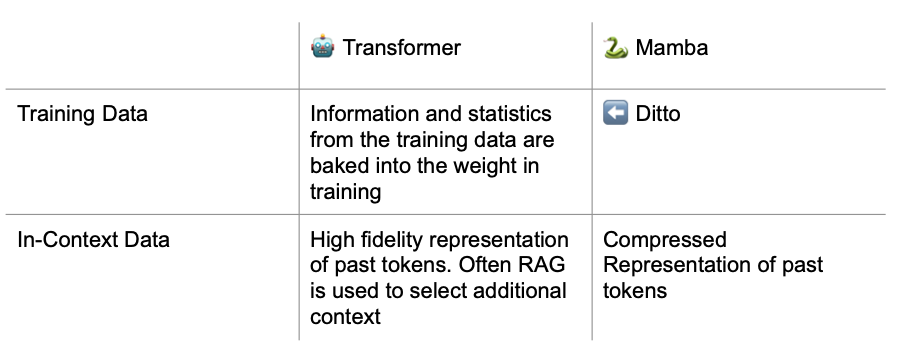 🤖 Transformer
🐍 Mamba
Training Data
Information and statistics
from the training data are
baked into the weight in
training
⬅️ Ditto
In-Context Data
High fidelity representation
of past tokens. Often RAG
is used to select additional
context
Compressed
Representation of past
tokens